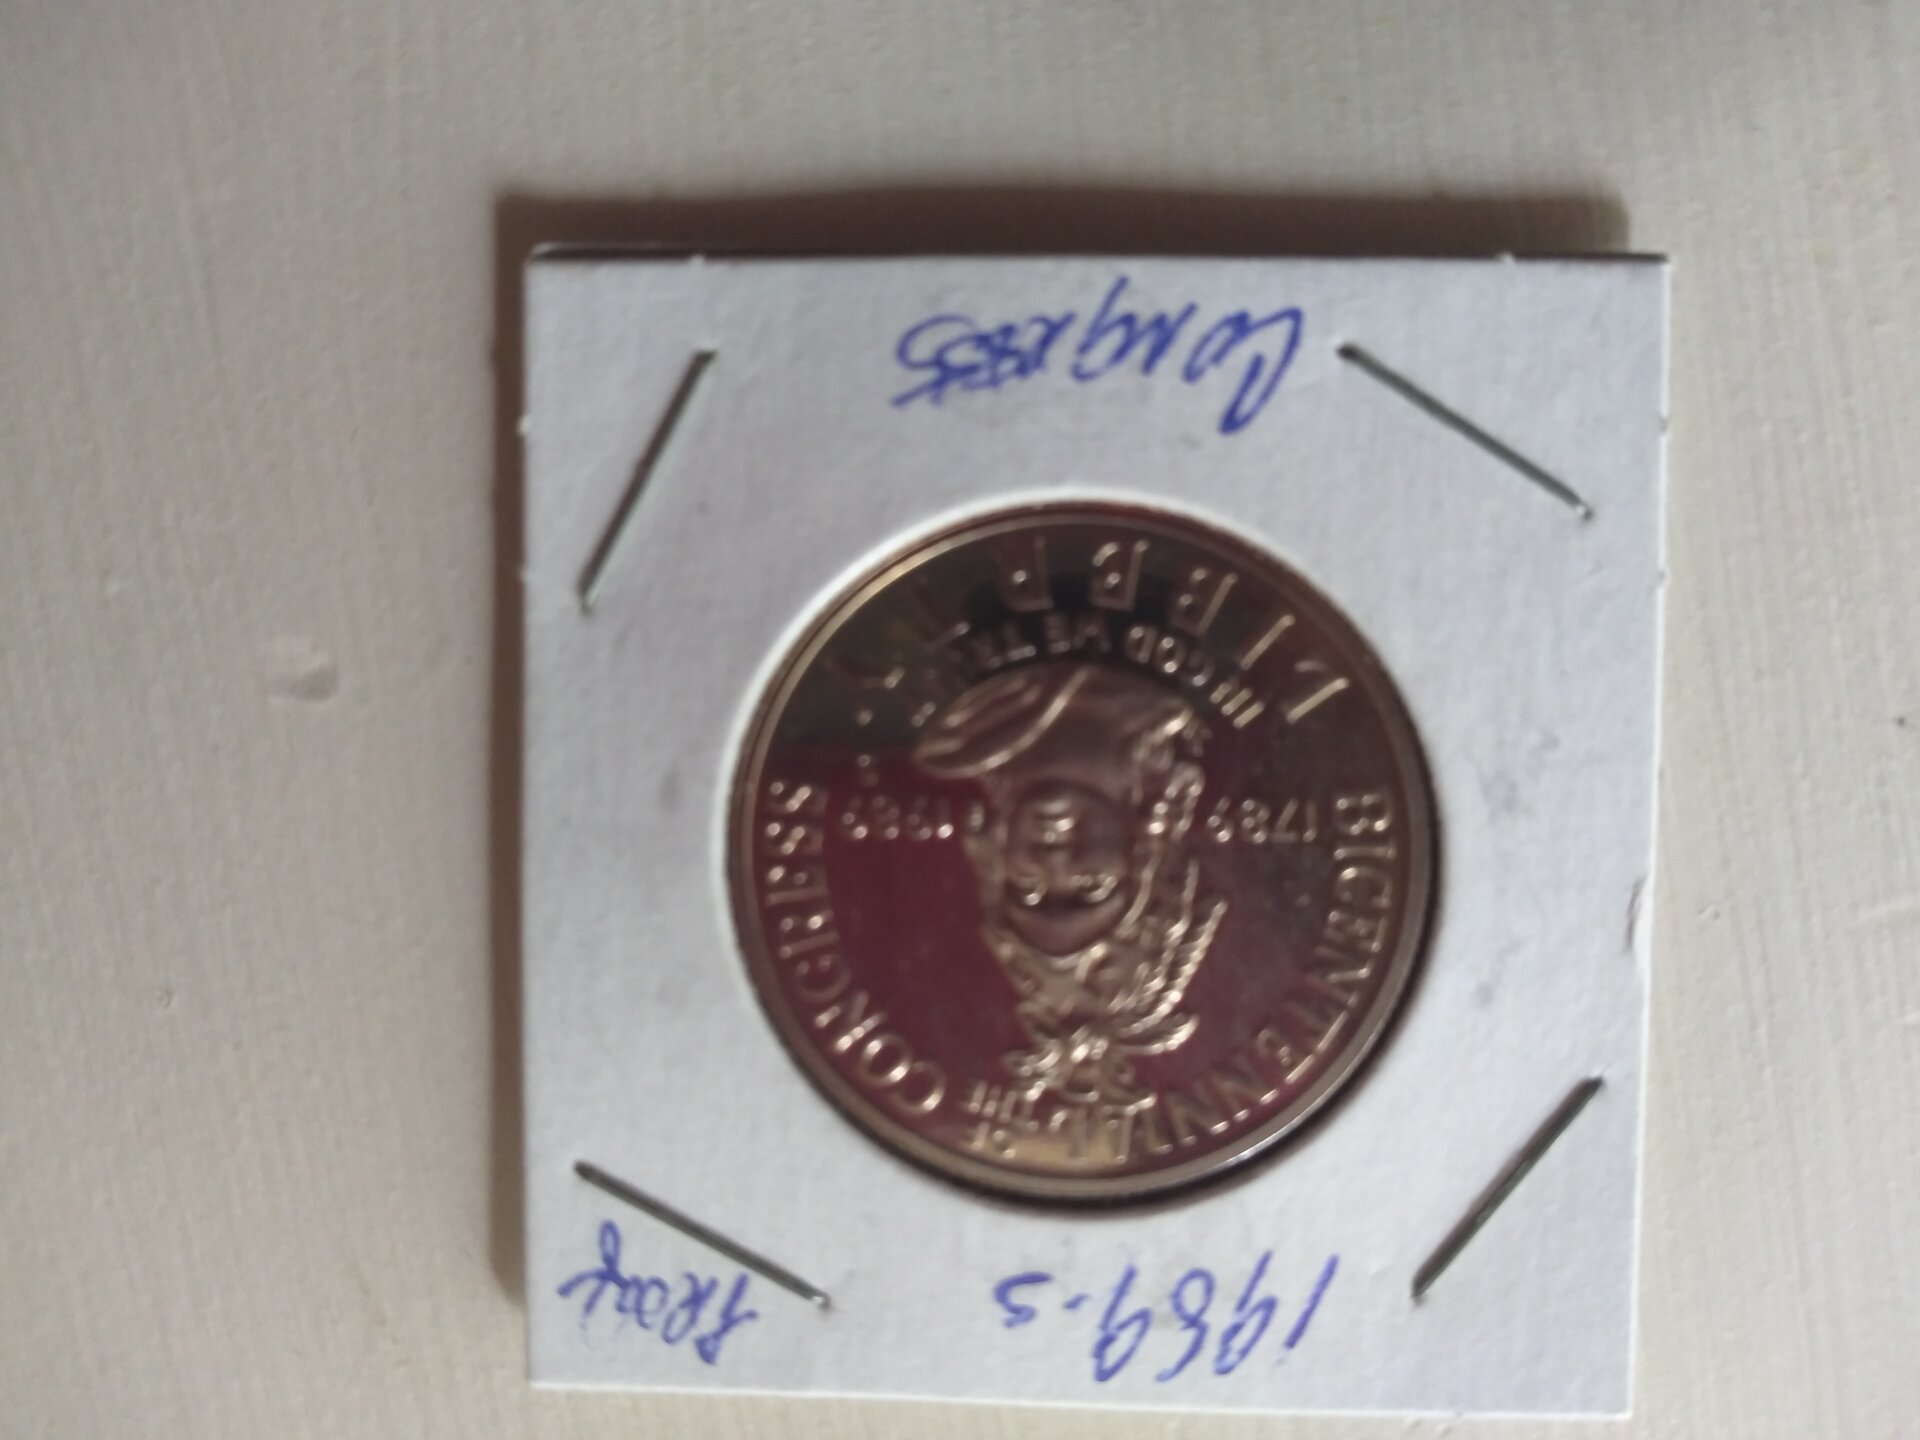 1989-S
Proof
LIBERTY
IN GOD WE TRUST
1789 1989
BICENTENNIAL
OF THE
CONGRESS
Congress